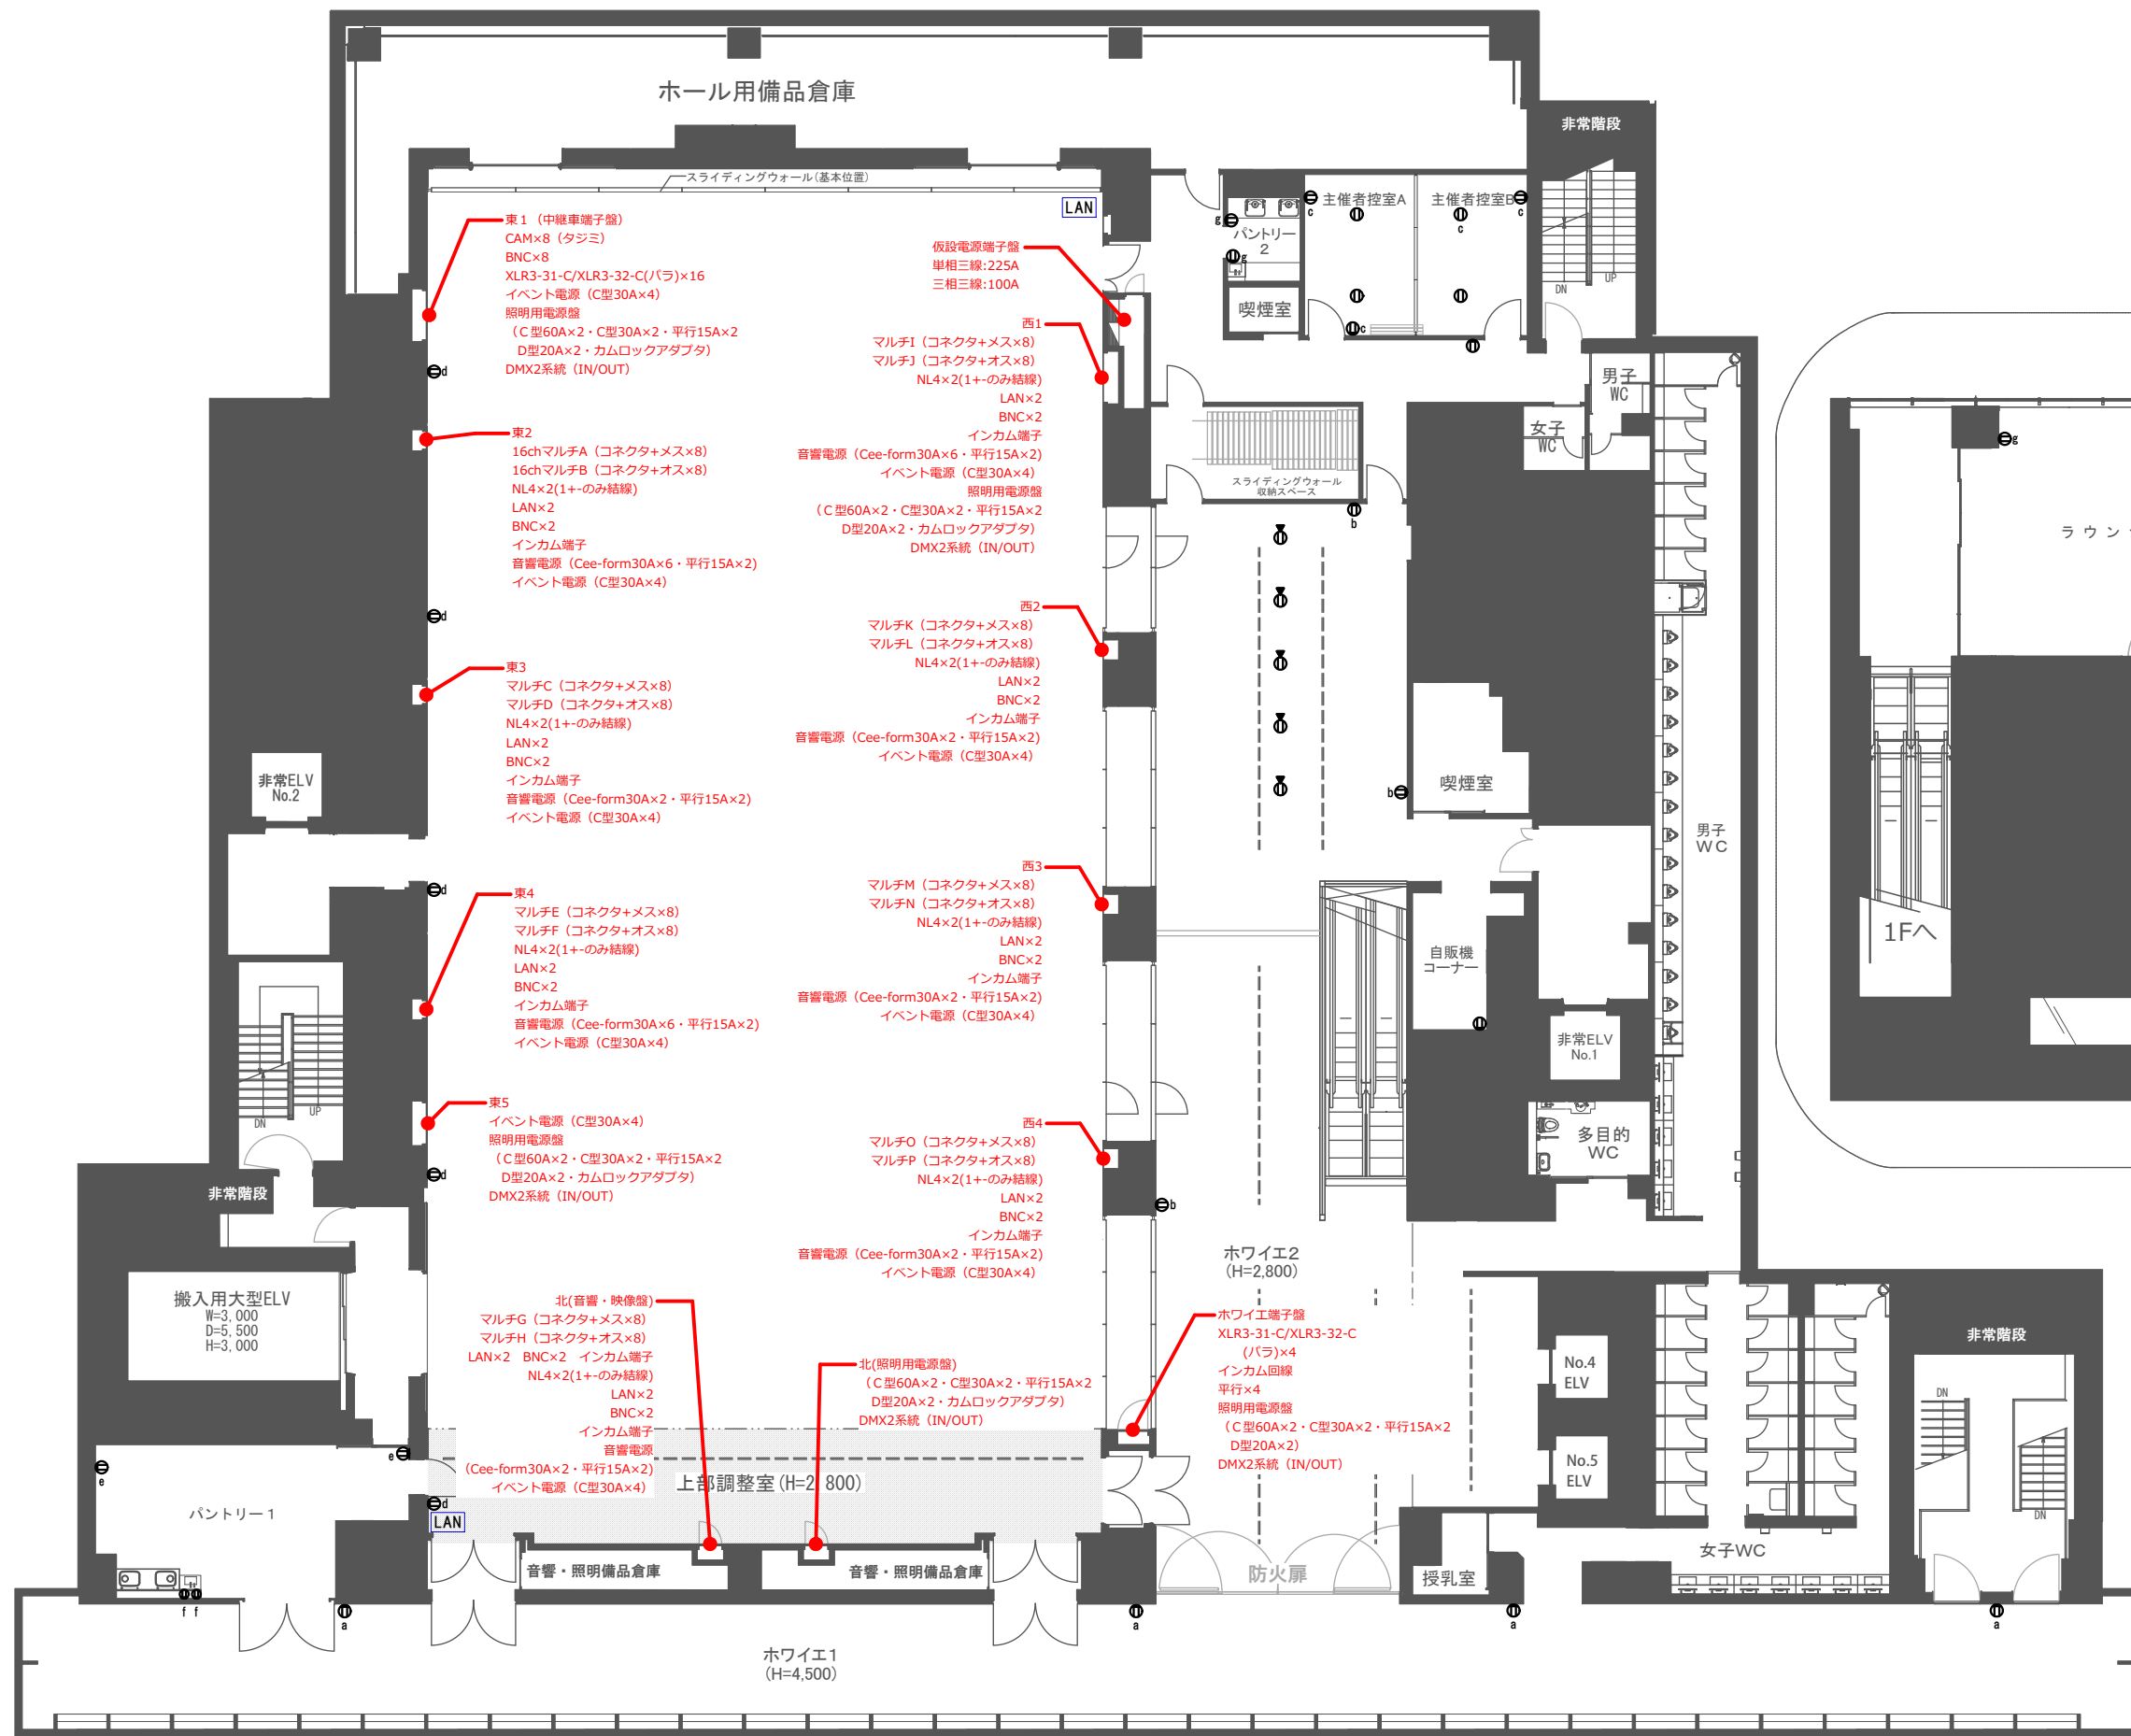 ホール用備品倉庫
非常階段
スライディングウォール(基本位置)
LAN
東１（中継車端子盤）
CAM×8（タジミ）
BNC×8
XLR3-31-C/XLR3-32-C(パラ)×16
イベント電源（C型30A×4）
照明用電源盤
（Ｃ型60A×2・C型30A×2・平行15A×2
D型20A×2・カムロックアダプタ）
DMX2系統（IN/OUT）
d
仮設電源端子盤
単相三線:225A
三相三線:100A
西1
マルチI（コネクタ+メス×8）
マルチJ（コネクタ+オス×8）
NL4×2(1+-のみ結線)
LAN×2
BNC×2
インカム端子
音響電源（Cee-form30A×6・平行15A×2）
イベント電源（C型30A×4）
照明用電源盤
（Ｃ型60A×2・C型30A×2・平行15A×2
D型20A×2・カムロックアダプタ）
DMX2系統（IN/OUT）
g
パントリー
2
g
喫煙室
主催者控室A
c
c
主催者控室B
c
c
DN
UP
男子
WC
女子
WC
スライディングウォール
収納スペース
b
東2
16chマルチA（コネクタ+メス×8）
16chマルチB（コネクタ+オス×8）
NL4×2(1+-のみ結線)
LAN×2
BNC×2
インカム端子
音響電源（Cee-form30A×6・平行15A×2)
イベント電源（C型30A×4）
d
g
ラウン
西2
マルチK（コネクタ+メス×8）
マルチL（コネクタ+オス×8）
NL4×2(1+-のみ結線)
LAN×2
BNC×2
インカム端子
音響電源（Cee-form30A×2・平行15A×2)
イベント電源（C型30A×4）
東3
マルチC（コネクタ+メス×8）
マルチD（コネクタ+オス×8）
NL4×2(1+-のみ結線)
LAN×2
BNC×2
インカム端子
音響電源（Cee-form30A×2・平行15A×2)
イベント電源（C型30A×4）
非常ELV
No.2
d
喫煙室
b
男子
ＷＣ
西3
マルチM（コネクタ+メス×8）
マルチN（コネクタ+オス×8）
NL4×2(1+-のみ結線)
LAN×2
BNC×2
インカム端子
音響電源（Cee-form30A×2・平行15A×2)
イベント電源（C型30A×4）
東4
マルチE（コネクタ+メス×8）
マルチF（コネクタ+オス×8）
NL4×2(1+-のみ結線)
LAN×2
BNC×2
インカム端子
音響電源（Cee-form30A×6・平行15A×2)
イベント電源（C型30A×4）
自販機
コーナー
1Fへ
非常ELV
No.1
多目的
WC
DN
UP
非常階段
東5
イベント電源（C型30A×4）
照明用電源盤
（Ｃ型60A×2・C型30A×2・平行15A×2
D型20A×2・カムロックアダプタ）
DMX2系統（IN/OUT）
d
西4
マルチO（コネクタ+メス×8）
マルチP（コネクタ+オス×8）
NL4×2(1+-のみ結線)
LAN×2
BNC×2
インカム端子
音響電源（Cee-form30A×2・平行15A×2)
イベント電源（C型30A×4）
b
ホワイエ2
(H=2,800)
搬入用大型ELV
W=3,000
D=5,500
H=3,000
北(音響・映像盤)
マルチG（コネクタ+メス×8）
マルチH（コネクタ+オス×8）
LAN×2　BNC×2　インカム端子
NL4×2(1+-のみ結線)
LAN×2
BNC×2
インカム端子
音響電源
(Cee-form30A×2・平行15A×2)
イベント電源（C型30A×4）
北(照明用電源盤)
（Ｃ型60A×2・C型30A×2・平行15A×2
D型20A×2・カムロックアダプタ）
DMX2系統（IN/OUT）
ホワイエ端子盤
XLR3-31-C/XLR3-32-C
(パラ)×4
インカム回線
平行×4
照明用電源盤
（Ｃ型60A×2・C型30A×2・平行15A×2
D型20A×2）
DMX2系統（IN/OUT）
No.4
ELV
No.5
ELV
非常階段
DN
DN
e
e
パントリー１
f f
d
LAN
上部調整室(H=2,800)
音響・照明備品倉庫
音響・照明備品倉庫
防火扉
授乳室
女子WC
a
a
a
a
ホワイエ1
(H=4,500)